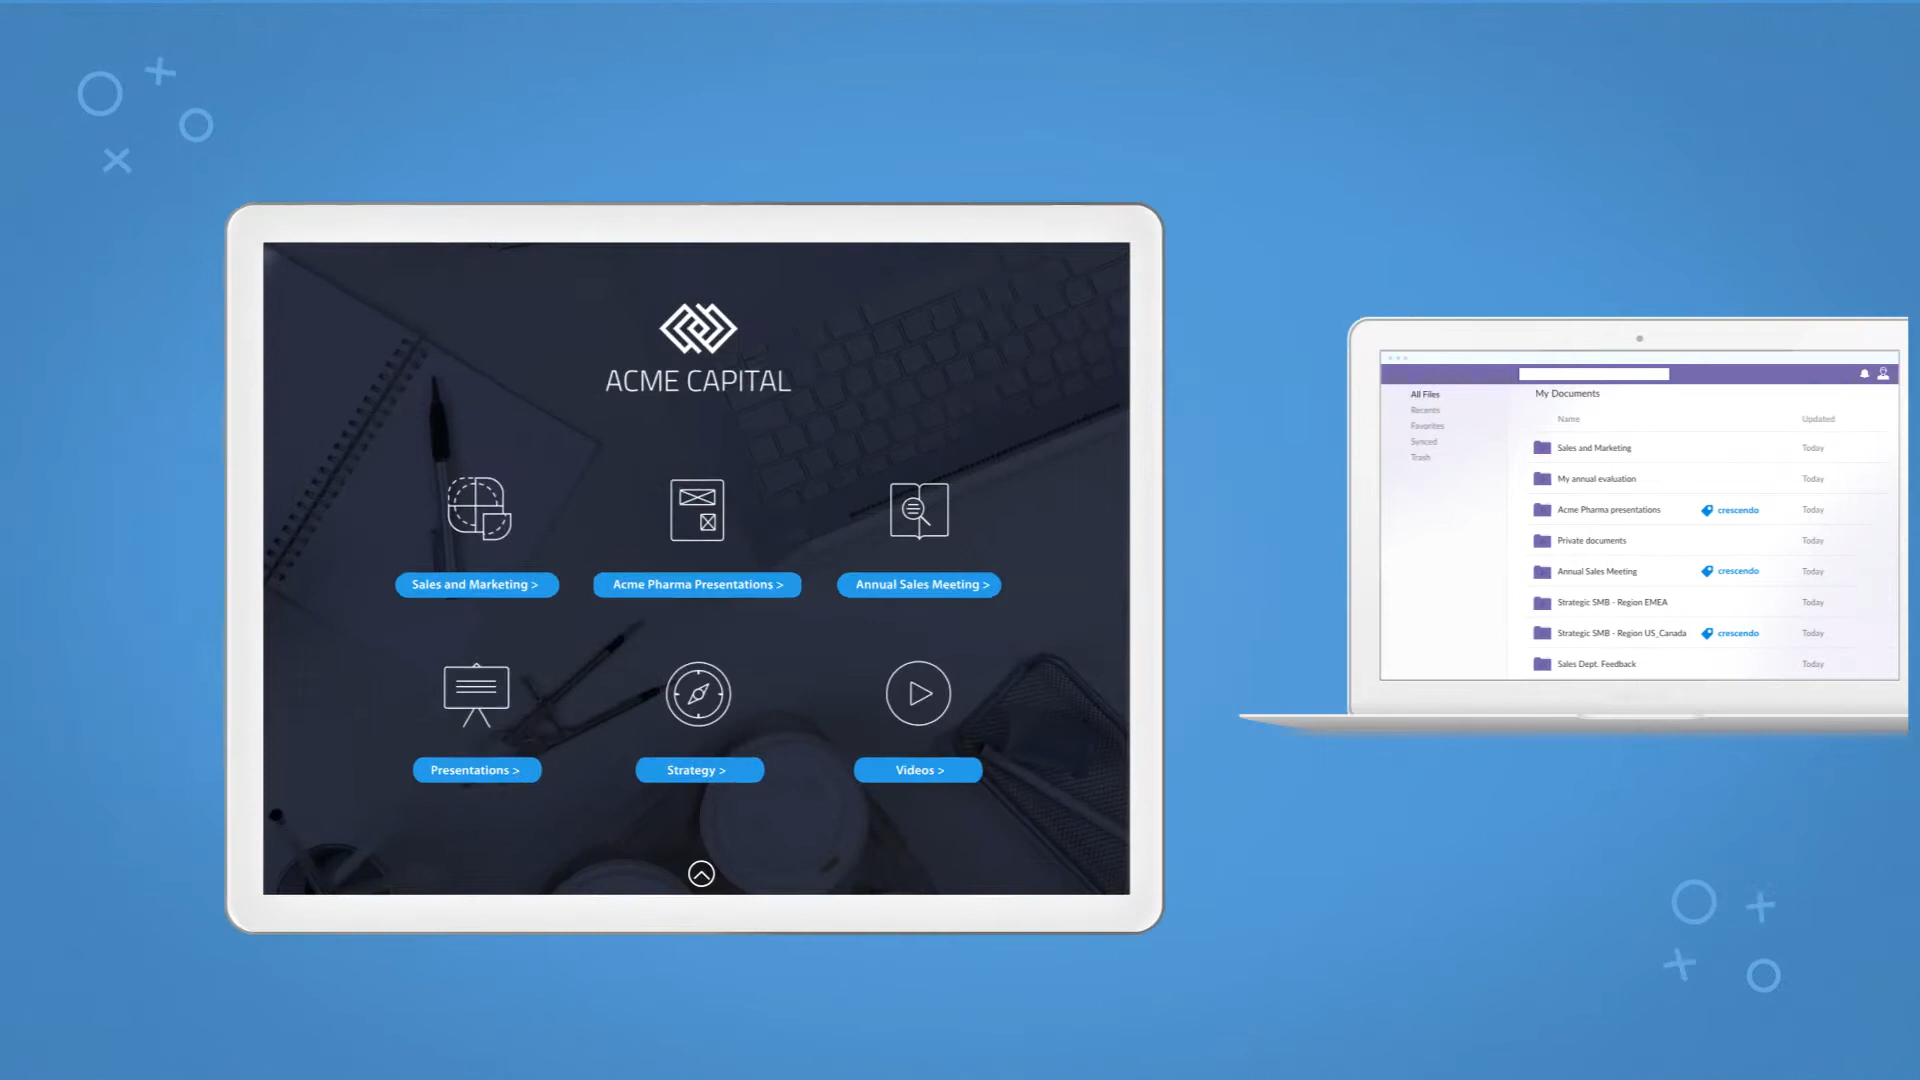 ACME CAPITAL
Sales and Marketing >
Acme Pharma Presentations >
Annual Sales Meeting >
Presentations >
Strategy >
Videos >
All Files
Recents
Favorites
Synced
Trash
My Documents
Name Updated
Sales and Marketing Today
My annual evaluation Today
Acme Pharma presentations crescendo Today
Private documents Today
Annual Sales Meeting crescendo Today
Strategic SMB - Region EMEA Today
Strategic SMB - Region US_Canada crescendo Today
Sales Dept. Feedback Today